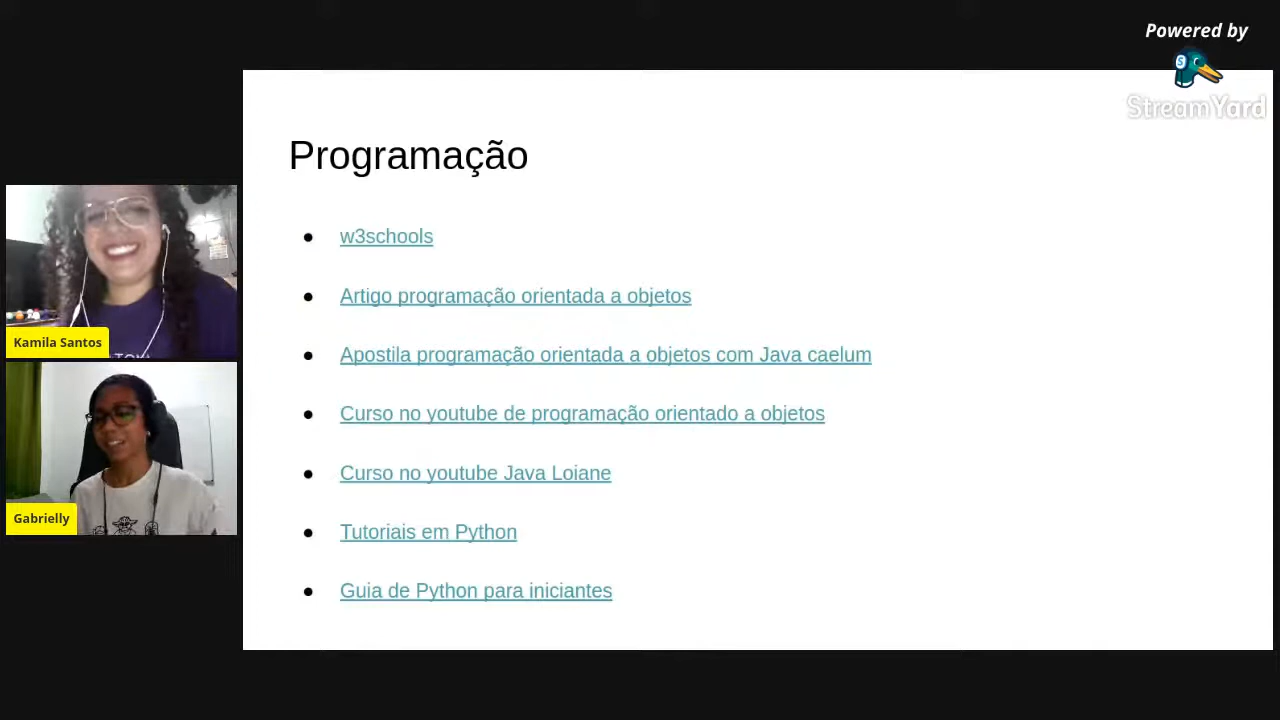 Powered by
StreamYard
Programação
w3schools
Artigo programação orientada a objetos
Apostila programação orientada a objetos com Java caelum
Curso no youtube de programação orientado a objetos
Curso no youtube Java Loiane
Tutoriais em Python
Guia de Python para iniciantes
Kamila Santos
Gabrielly